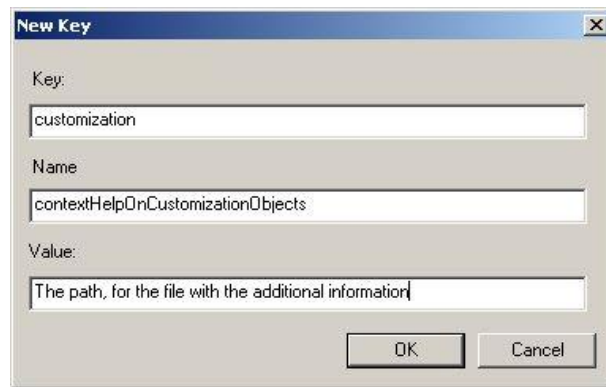 New Key
Key:
customization
Name
contextHelpOnCustomizationObjects
Value:
The path, for the file with the additional information
OK
Cancel